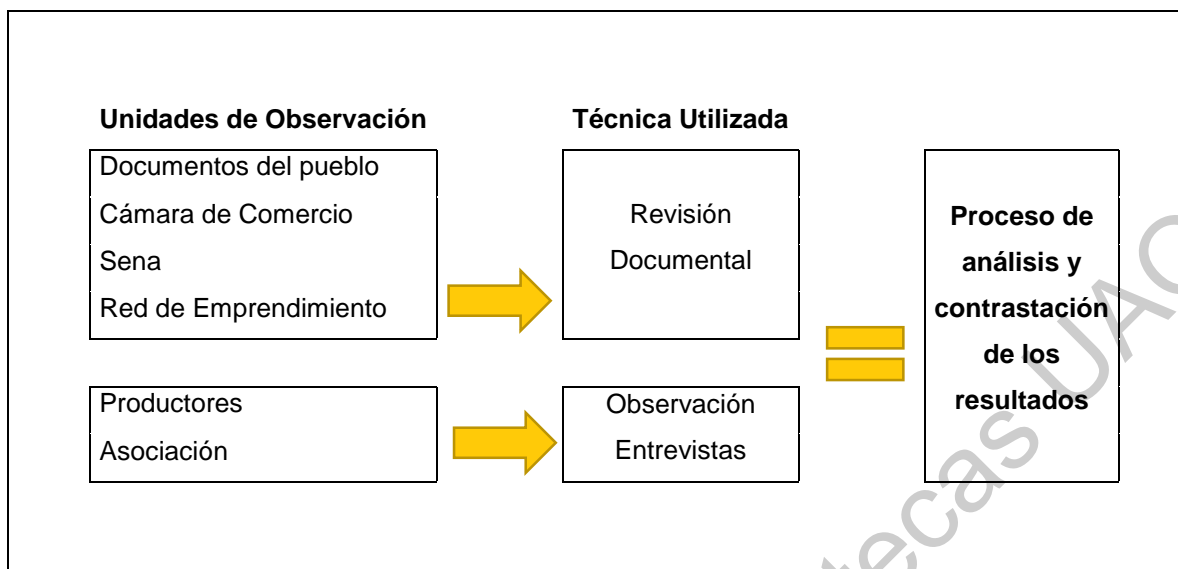 Unidades de Observación
Técnica Utilizada
Documentos del pueblo
Cámara de Comercio
Sena
Red de Emprendimiento
Revisión
Documental
Productores
Asociación
Observación
Entrevistas
Proceso de
análisis y
contrastación
de los
resultados